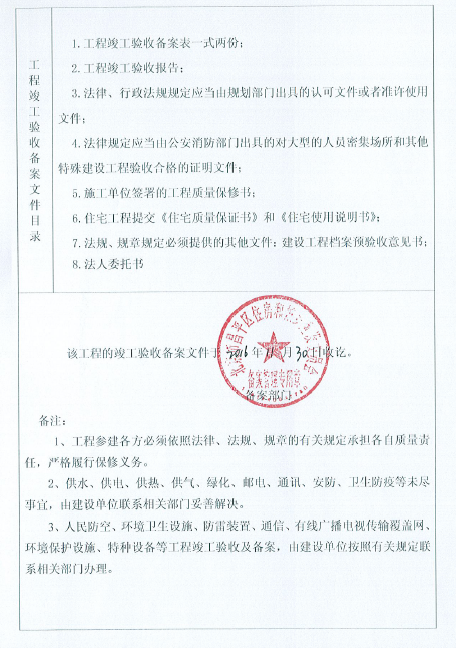 工程竣工验收备案文件目录
1.工程竣工验收备案表一式两份；
2.工程竣工验收报告；
3.法律、行政法规规定应当由规划部门出具的认可文件或者准许使用
文件；
4.法律规定应当由公安消防部门出具的对大型的人员密集场所和其他
特殊建设工程验收合格的证明文件；
5.施工单位签署的工程质量保修书；
6.住宅工程提交《住宅质量保证书》和《住宅使用说明书》；
7.法规、规章规定必须提供的其他文件：建设工程档案预验收意见书；
8.法人委托书
该工程的竣工验收备案文件于 2016 年 11 月 30 日收讫。
备案管理专用章
备案部门
备注：
1、工程参建各方必须依照法律、法规、规章的有关规定承担各自质量责
任，严格履行保修义务。
2、供水、供电、供热、供气、绿化、邮电、通讯、安防、卫生防疫等未尽
事宜，由建设单位联系相关部门妥善解决。
3、人民防空、环境卫生设施、防雷装置、通信、有线广播电视传输覆盖网、
环境保护设施、特种设备等工程竣工验收及备案，由建设单位按照有关规定联
系相关部门办理。